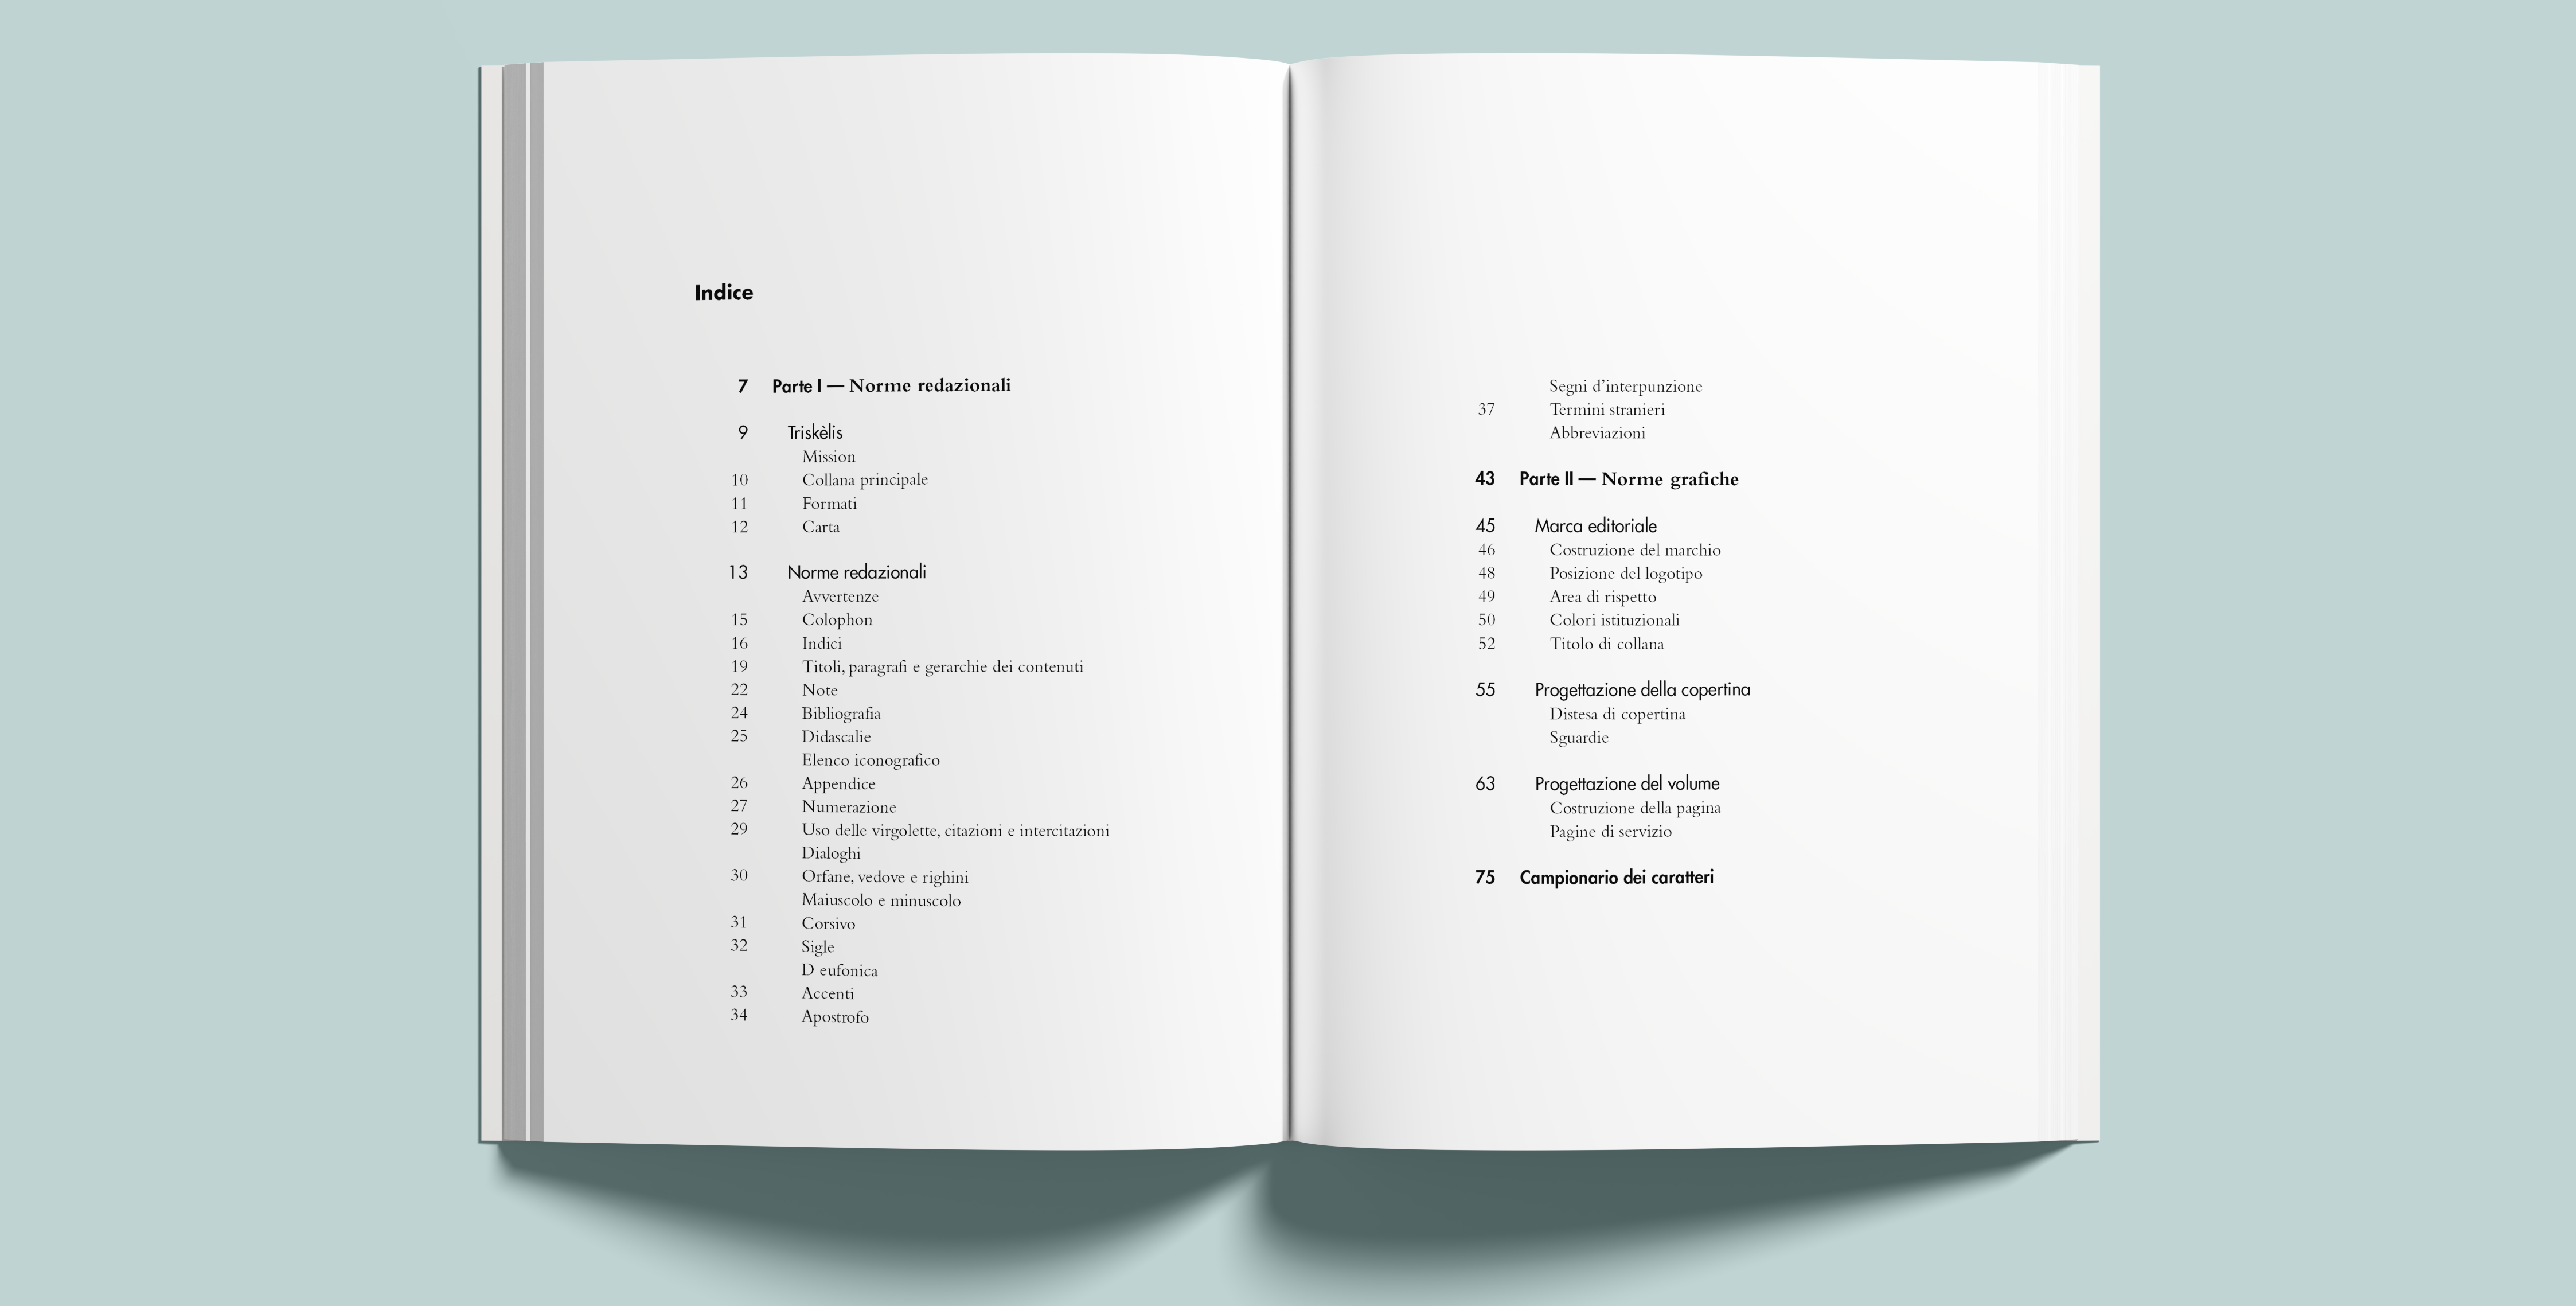 Indice
7 Parte I — Norme redazionali
9 Triskèlis
Mission
10 Collana principale
11 Formati
12 Carta
13 Norme redazionali
Avvertenze
15 Colophon
16 Indici
19 Titoli, paragrafi e gerarchie dei contenuti
22 Note
24 Bibliografia
25 Didascalie
Elenco iconografico
26 Appendice
27 Numerazione
29 Uso delle virgolette, citazioni e intercitazioni
Dialoghi
30 Orfane, vedove e righini
Maiuscolo e minuscolo
31 Corsivo
32 Sigle
D eufonica
33 Accenti
34 Apostrofo
Segni d'interpunzione
37 Termini stranieri
Abbreviazioni
43 Parte II — Norme grafiche
45 Marca editoriale
46 Costruzione del marchio
48 Posizione del logotipo
49 Area di rispetto
50 Colori istituzionali
52 Titolo di collana
55 Progettazione della copertina
Distesa di copertina
Sguardie
63 Progettazione del volume
Costruzione della pagina
Pagine di servizio
75 Campionario dei caratteri